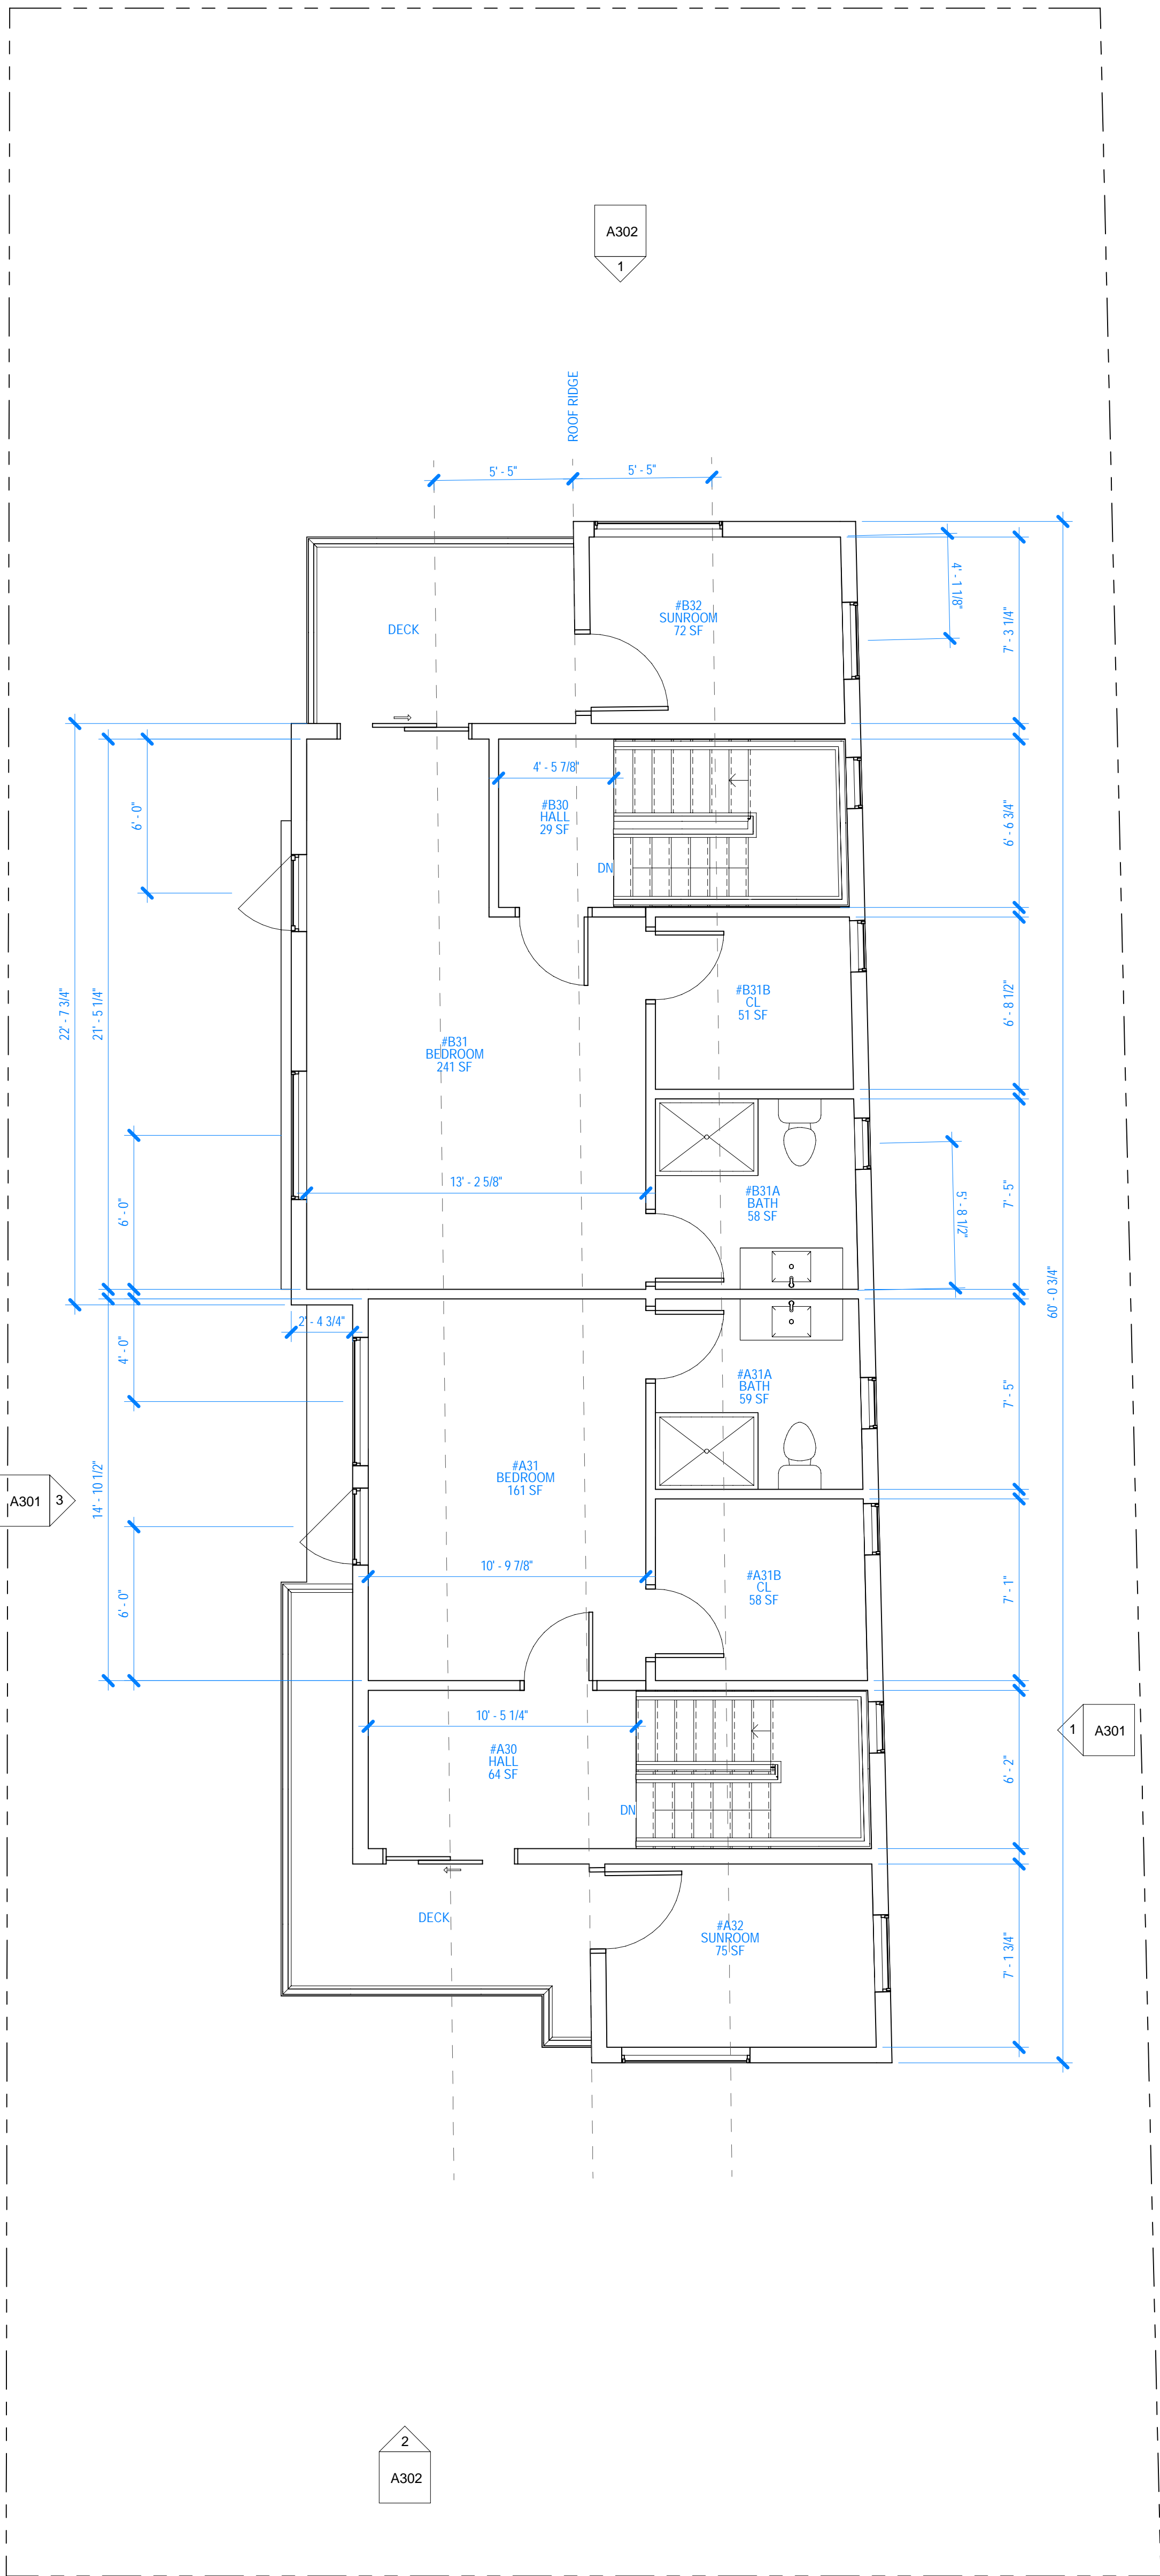 A302
1
ROOF RIDGE
5' - 5"
5' - 5"
4' - 1 1/8"
7' - 3 1/4"
#B32
SUNROOM
72 SF
DECK
4' - 5 7/8"
#B30
HALL
29 SF
DN
6' - 0"
6' - 6 3/4"
22' - 7 3/4"
21' - 5 1/4"
#B31B
CL
51 SF
6' - 8 1/2"
#B31
BEDROOM
241 SF
13' - 2 5/8"
#B31A
BATH
58 SF
7' - 5"
5' - 8 1/2"
6' - 0"
60' - 0 3/4"
2' - 4 3/4"
4' - 0"
#A31A
BATH
59 SF
7' - 5"
#A31
BEDROOM
161 SF
14' - 10 1/2"
A301
3
10' - 9 7/8"
#A31B
CL
58 SF
7' - 1"
6' - 0"
10' - 5 1/4"
#A30
HALL
64 SF
DN
6' - 2"
1
A301
DECK
#A32
SUNROOM
75 SF
7' - 1 3/4"
2
A302